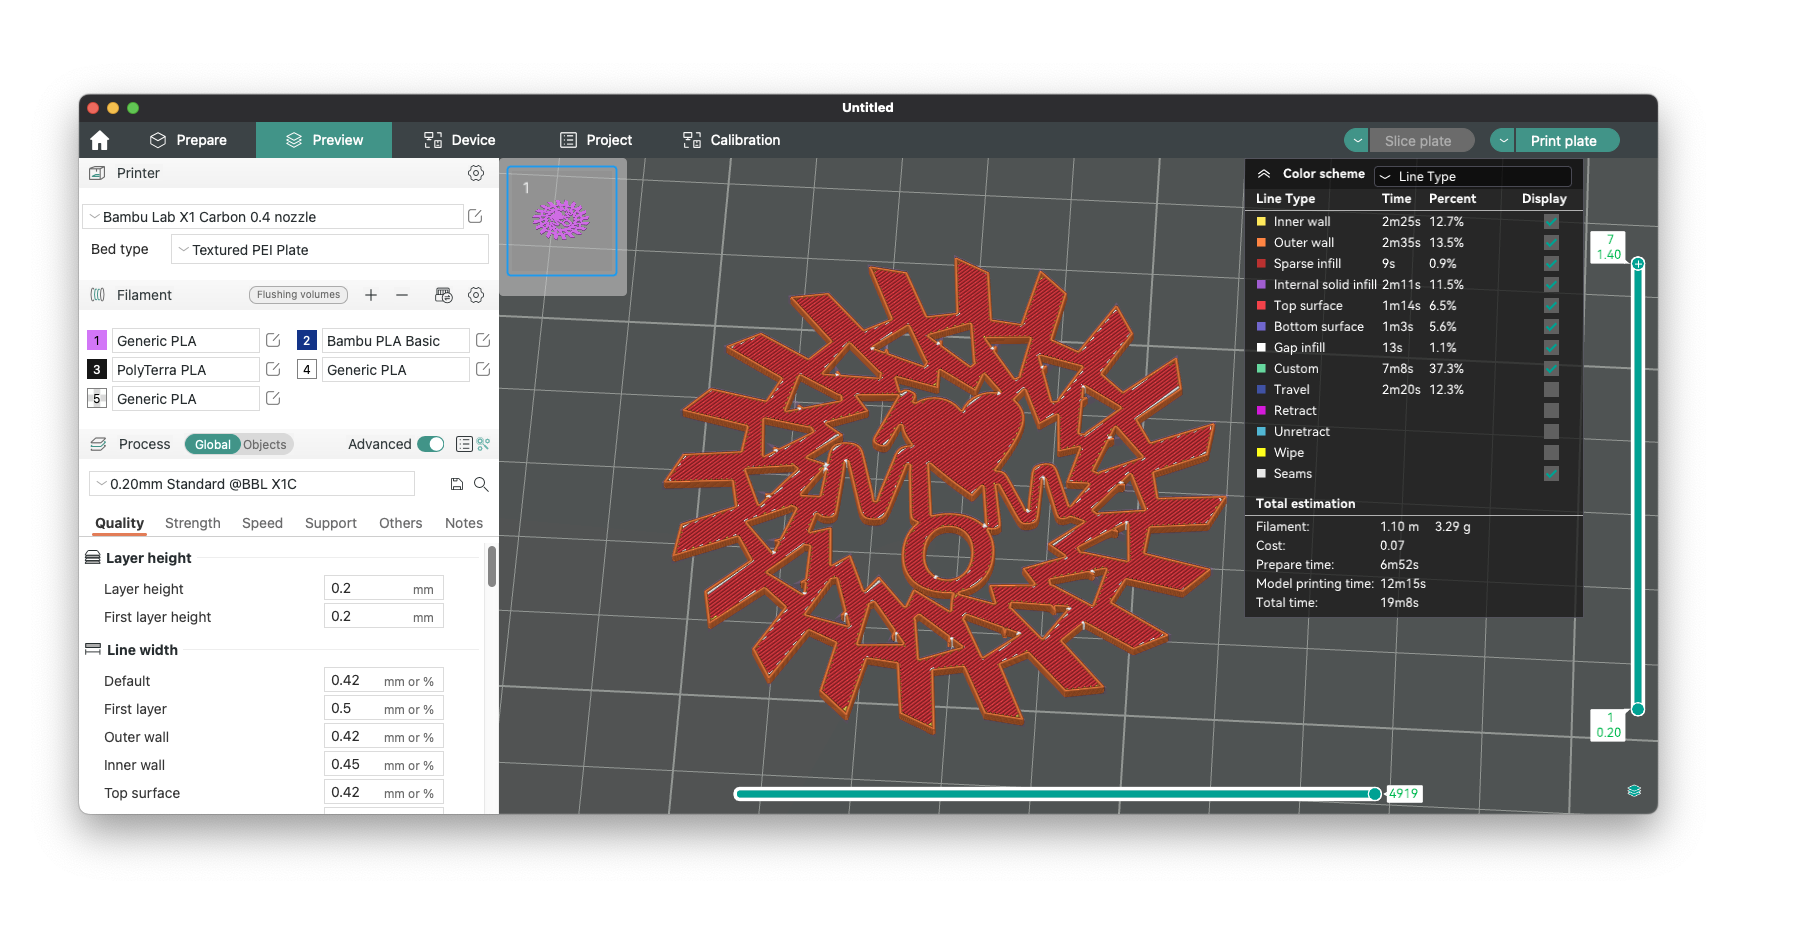 Untitled
Prepare
Preview
Device
Project
Calibration
Slice plate
Print plate
Printer
Bambu Lab X1 Carbon 0.4 nozzle
Bed type
Textured PEI Plate
Filament
Flushing volumes
1 Generic PLA
2 Bambu PLA Basic
3 PolyTerra PLA
4 Generic PLA
5 Generic PLA
Process
Global
Objects
Advanced
0.20mm Standard @BBL X1C
Quality
Strength
Speed
Support
Others
Notes
Layer height
Layer height 0.2 mm
First layer height 0.2 mm
Line width
Default 0.42 mm or %
First layer 0.5 mm or %
Outer wall 0.42 mm or %
Inner wall 0.45 mm or %
Top surface 0.42 mm or %
1
MOM
Color scheme
Line Type
Line Type Time Percent Display
Inner wall 2m25s 12.7%
Outer wall 2m35s 13.5%
Sparse infill 9s 0.9%
Internal solid infill 2m11s 11.5%
Top surface 1m14s 6.5%
Bottom surface 1m3s 5.6%
Gap infill 13s 1.1%
Custom 7m8s 37.3%
Travel 2m20s 12.3%
Retract
Unretract
Wipe
Seams
Total estimation
Filament: 1.10 m 3.29 g
Cost: 0.07
Prepare time: 6m52s
Model printing time: 12m15s
Total time: 19m8s
7
1.40
1
0.20
4919